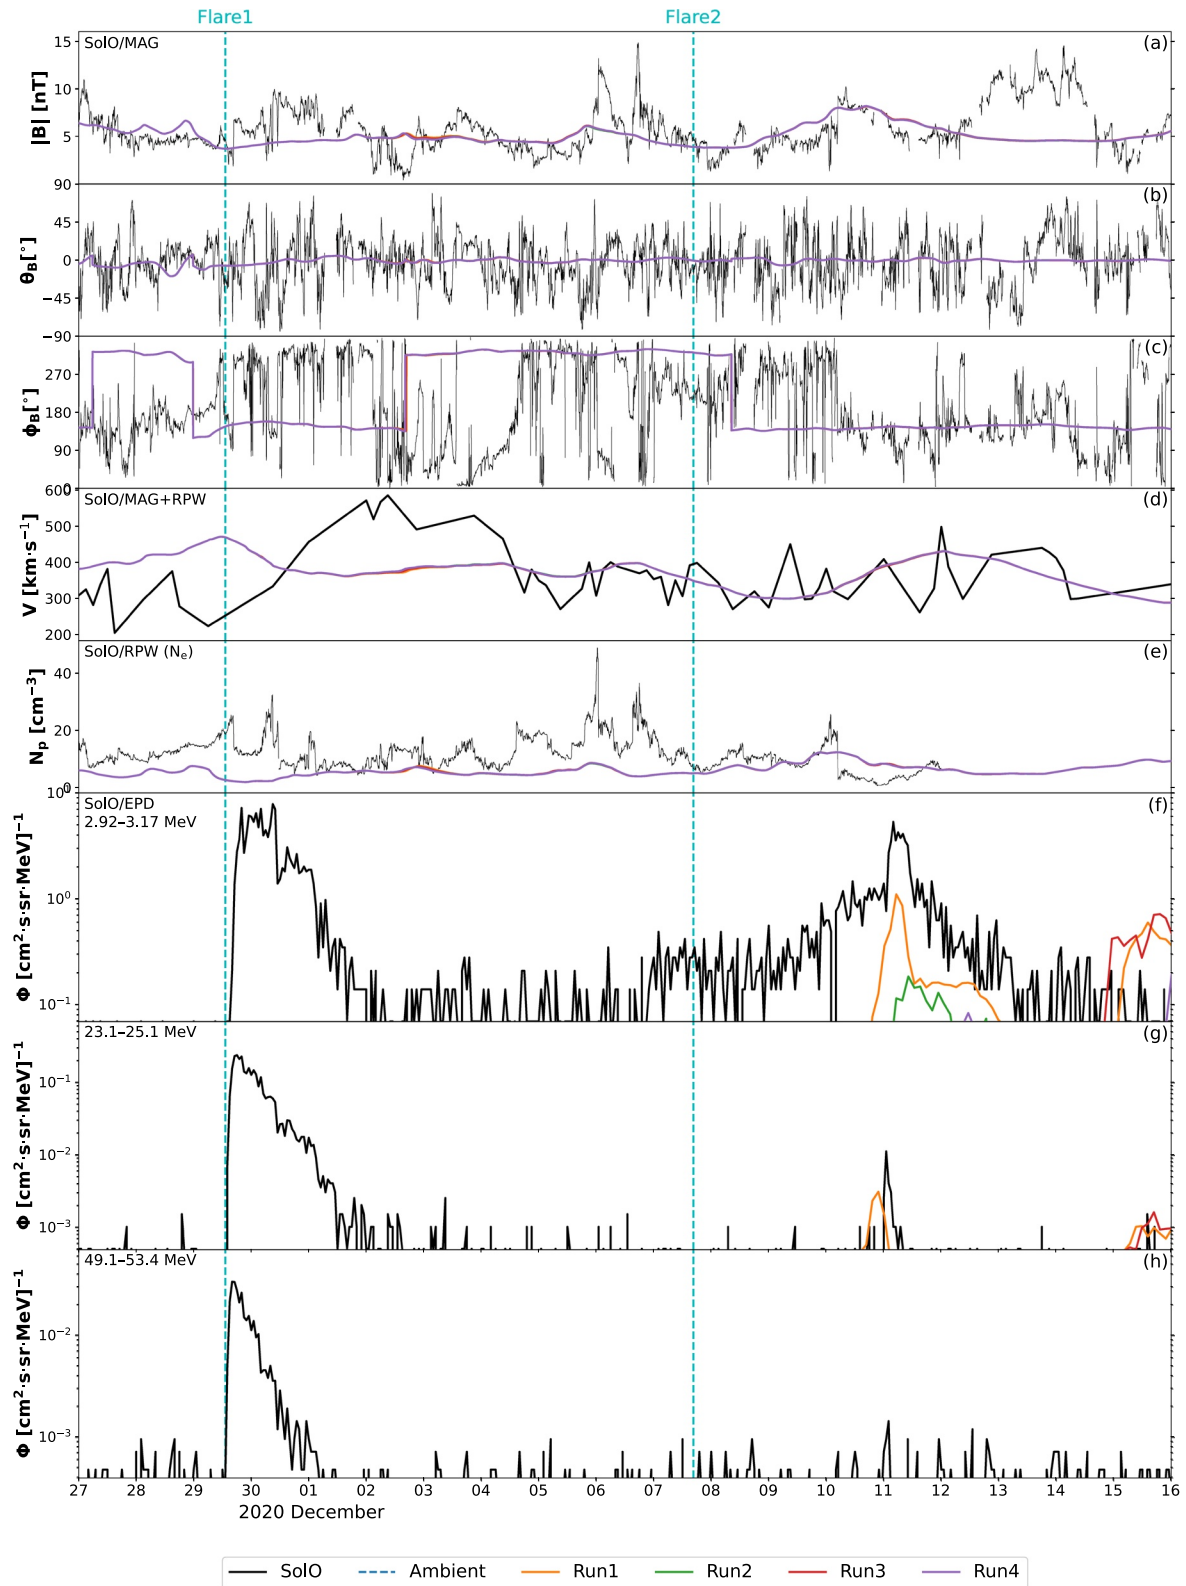 Flare1 Flare2
SolO/MAG (a)
|B| [nT]
15
10
5
(b)
θB[°]
90
45
0
−45
−90
(c)
ϕB[°]
270
180
90
0
SolO/MAG+RPW (d)
V [km·s−1]
600
500
400
300
200
SolO/RPW (Ne) (e)
Np [cm−3]
40
20
0
SolO/EPD (f)
2.92–3.17 MeV
Φ [cm2·s·sr·MeV]−1
10^1
10^0
10^−1
23.1–25.1 MeV (g)
Φ [cm2·s·sr·MeV]−1
10^−1
10^−2
10^−3
49.1–53.4 MeV (h)
Φ [cm2·s·sr·MeV]−1
10^−2
10^−3
27 28 29 30 01 02 03 04 05 06 07 08 09 10 11 12 13 14 15 16
2020 December
SolO Ambient Run1 Run2 Run3 Run4